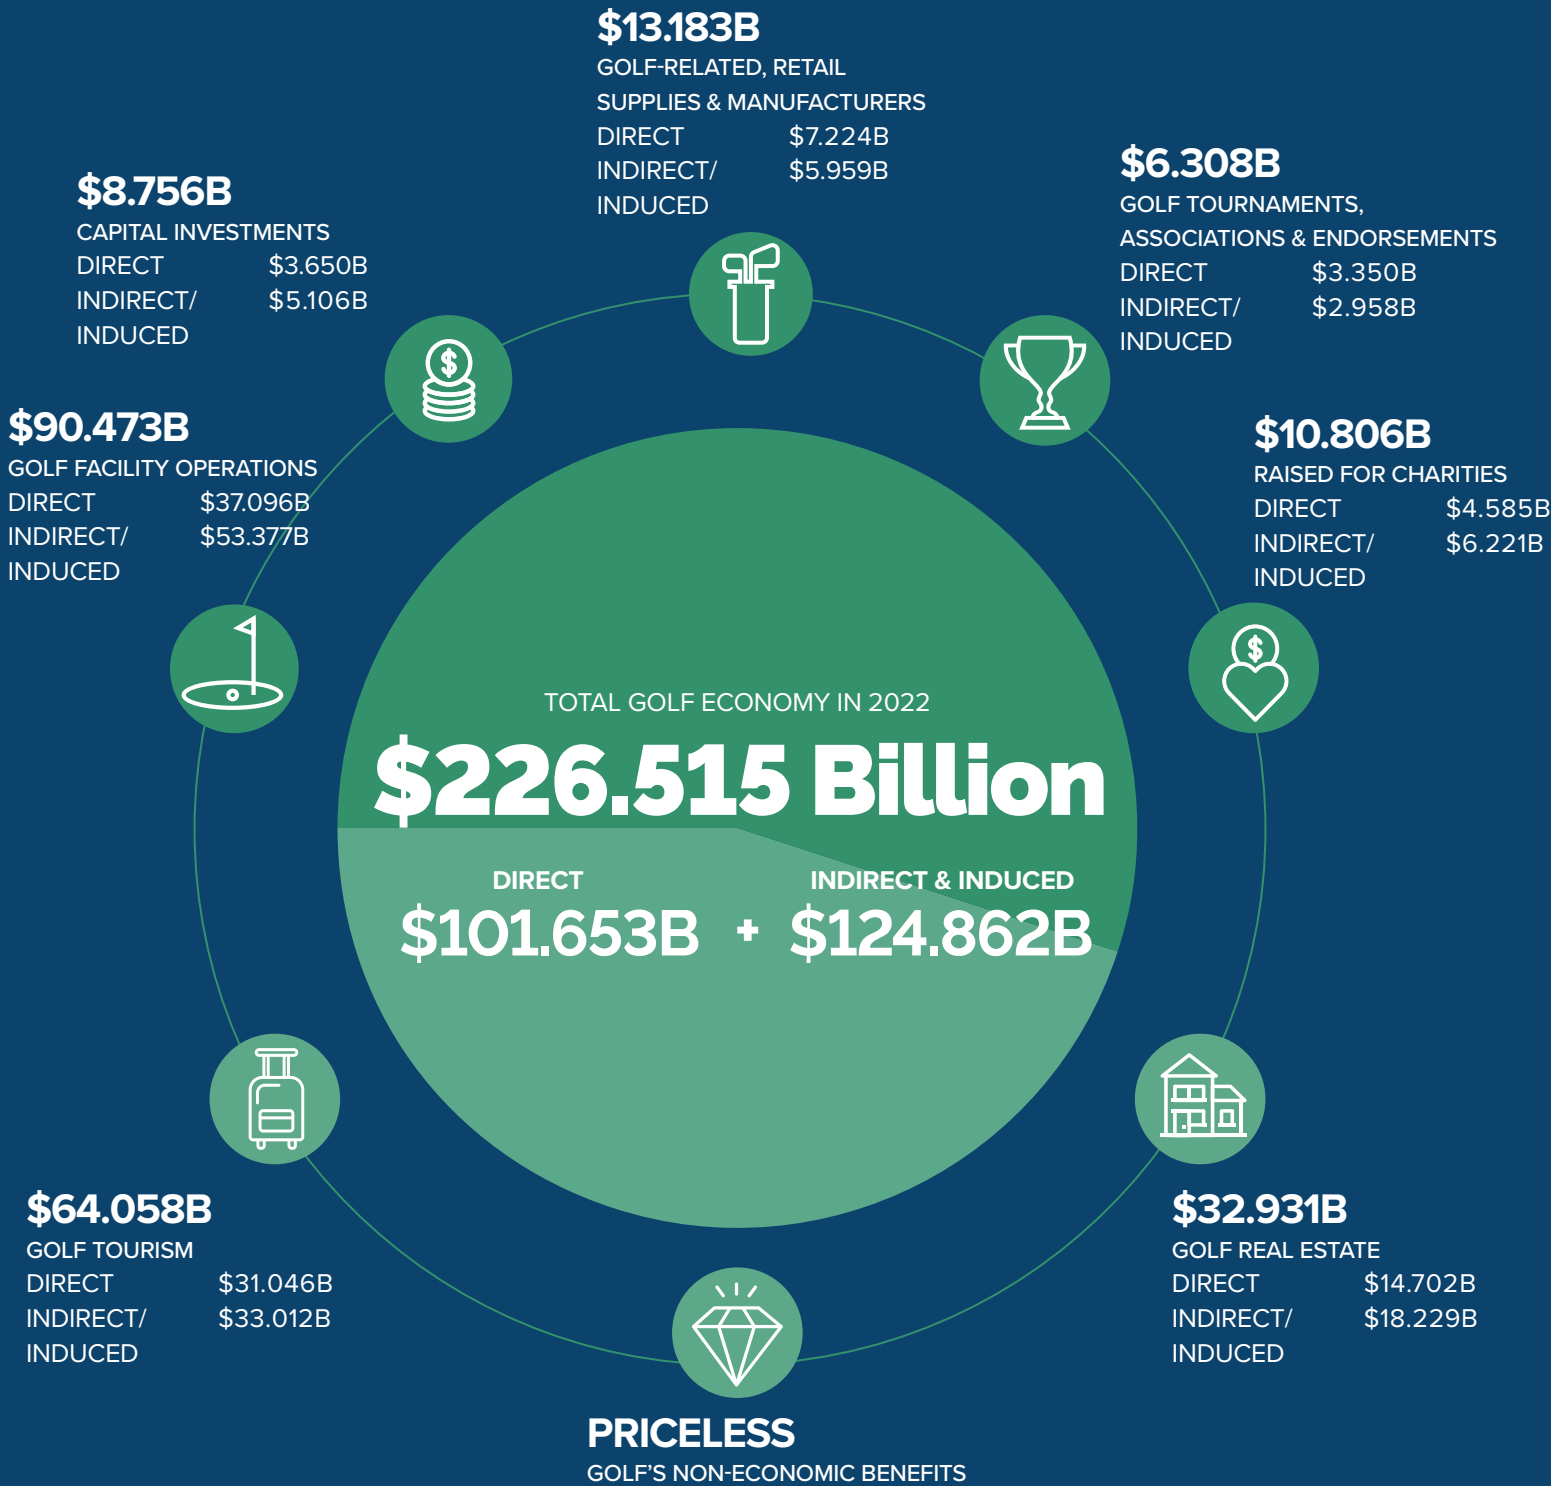 $13.183B
GOLF-RELATED, RETAIL
SUPPLIES & MANUFACTURERS
DIRECT $7.224B
INDIRECT/ $5.959B
INDUCED
$6.308B
GOLF TOURNAMENTS,
ASSOCIATIONS & ENDORSEMENTS
DIRECT $3.350B
INDIRECT/ $2.958B
INDUCED
$8.756B
CAPITAL INVESTMENTS
DIRECT $3.650B
INDIRECT/ $5.106B
INDUCED
$
$90.473B
GOLF FACILITY OPERATIONS
DIRECT $37.096B
INDIRECT/ $53.377B
INDUCED
$10.806B
RAISED FOR CHARITIES
DIRECT $4.585B
INDIRECT/ $6.221B
INDUCED
$
TOTAL GOLF ECONOMY IN 2022
$226.515 Billion
DIRECT INDIRECT & INDUCED
$101.653B + $124.862B
$64.058B
GOLF TOURISM
DIRECT $31.046B
INDIRECT/ $33.012B
INDUCED
$32.931B
GOLF REAL ESTATE
DIRECT $14.702B
INDIRECT/ $18.229B
INDUCED
PRICELESS
GOLF’S NON-ECONOMIC BENEFITS